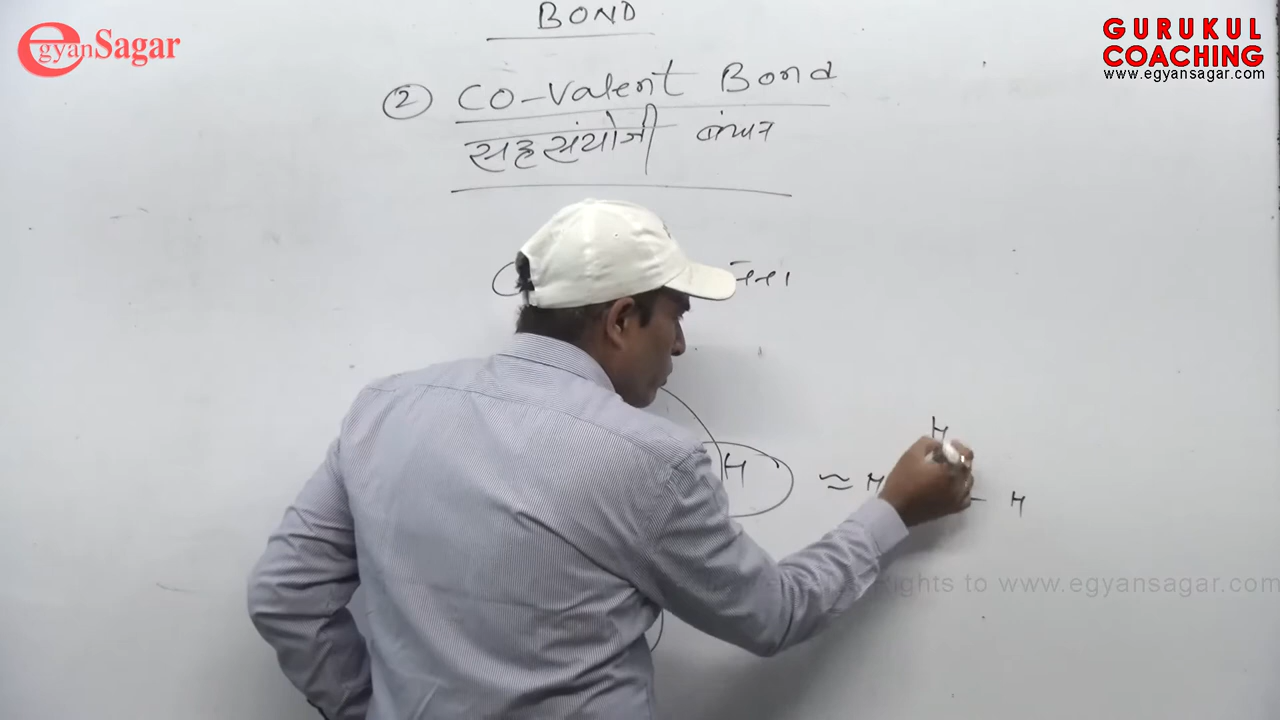 egyanSagar
GURUKUL
COACHING
www.egyansagar.com
BOND
② Co-Valent Bond
सहसंयोजी बंधन
H
H ≈ H - H
ights to www.egyansagar.com